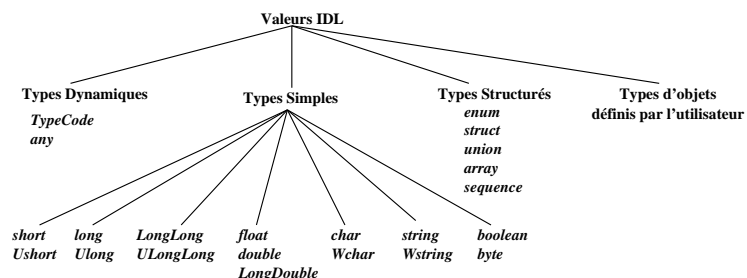 Valeurs IDL
Types Dynamiques
TypeCode
any
Types Simples
Types Structurés
enum
struct
union
array
sequence
Types d'objets
définis par l'utilisateur
short
Ushort
long
Ulong
LongLong
ULongLong
float
double
LongDouble
char
Wchar
string
Wstring
boolean
byte